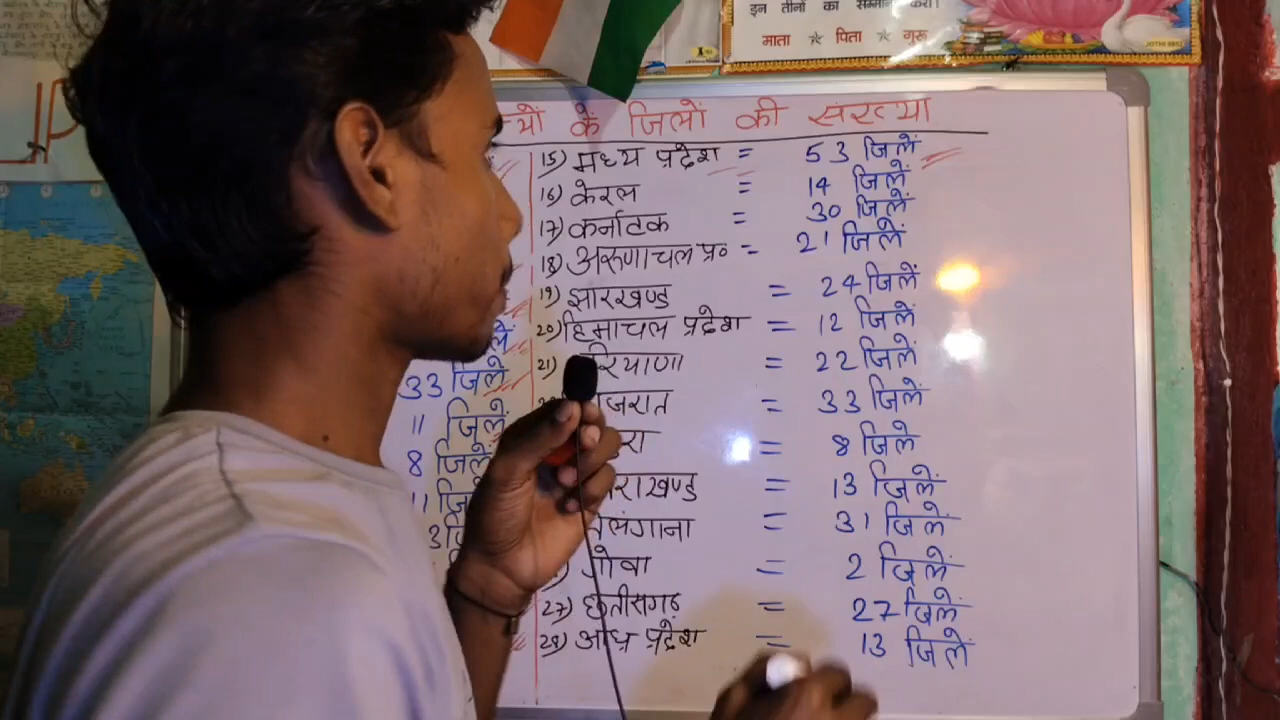 इन तीनों का सम्मान करो।
माता ☆ पिता ☆ गुरू
के जिलों की संख्या
15) मध्य प्रदेश = 53 जिलें
16) केरल = 14 जिलें
17) कर्नाटक = 30 जिलें
18) अरूणाचल प्र० = 21 जिलें
19) झारखण्ड = 24 जिलें
20) हिमाचल प्रदेश = 12 जिलें
21) रियाणा = 22 जिलें
जरात = 33 जिलें
रा = 8 जिलें
राखण्ड = 13 जिलें
तेलंगाना = 31 जिलें
गोवा = 2 जिलें
27) छत्तीसगढ़ = 27 जिलें
28) आंध्र प्रदेश = 13 जिलें
33 जिलें
11 जिलें
8 जिलें
11